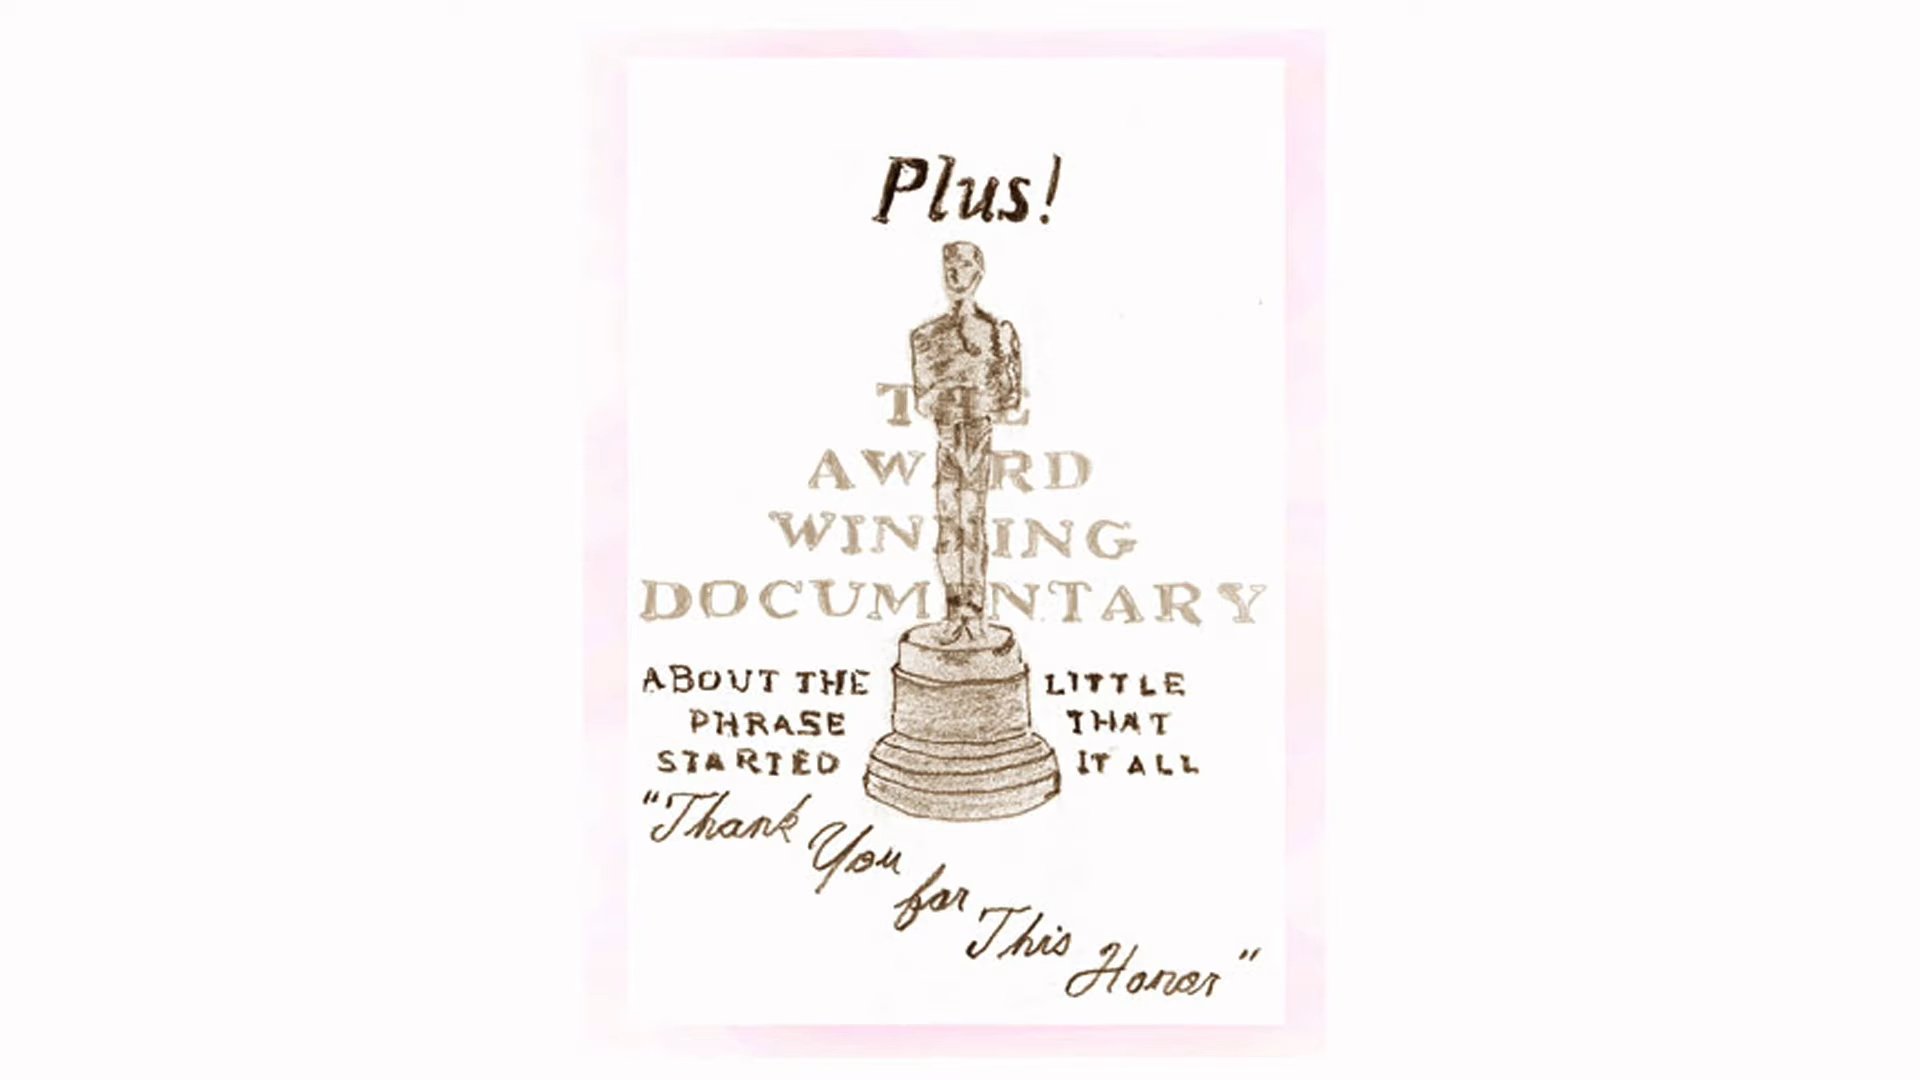 Plus!
THE
AWARD
WINNING
DOCUMENTARY
ABOUT THE LITTLE
PHRASE THAT
STARTED IT ALL
"Thank You for This Honor"